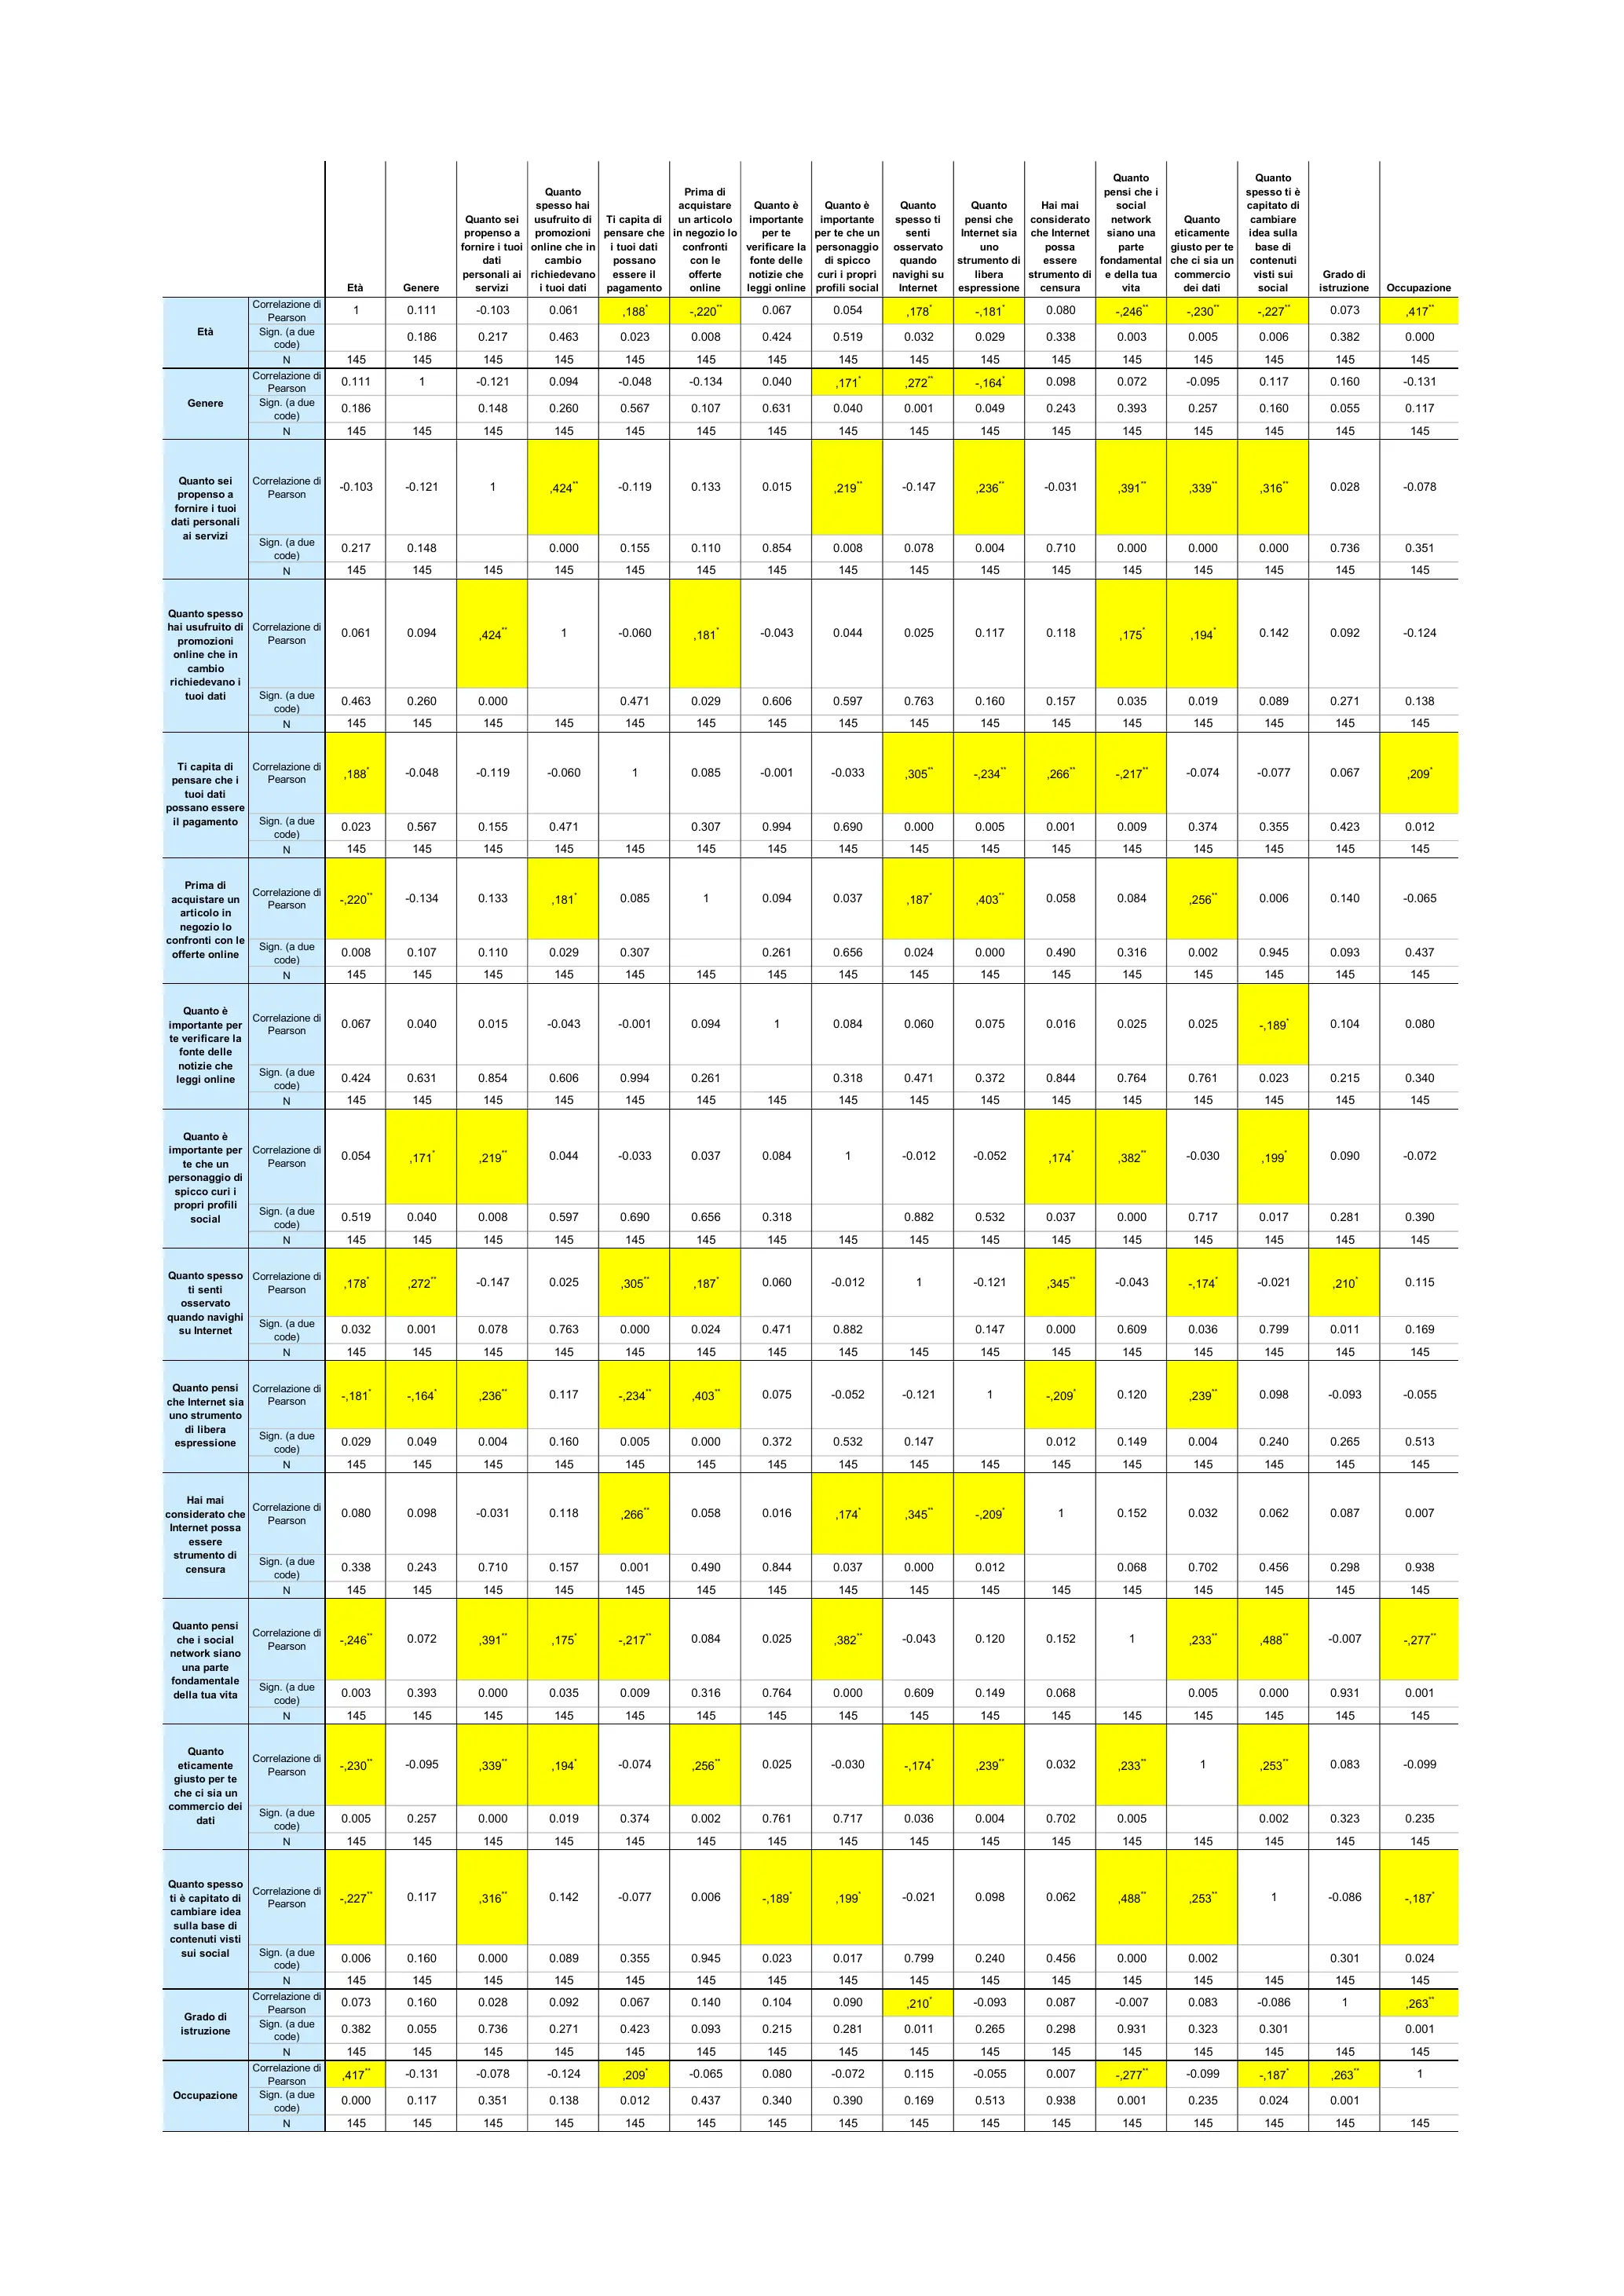 Età
Genere
Quanto sei
propenso a
fornire i tuoi
dati
personali ai
servizi
Quanto
spesso hai
usufruito di
promozioni
online che in
cambio
richiedevano
i tuoi dati
Ti capita di
pensare che
i tuoi dati
possano
essere il
pagamento
Prima di
acquistare
un articolo
in negozio lo
confronti
con le
offerte
online
Quanto è
importante
per te
verificare la
fonte delle
notizie che
leggi online
Quanto è
importante
per te che un
personaggio
di spicco
curi i propri
profili social
Quanto
spesso ti
senti
osservato
quando
navighi su
Internet
Quanto
pensi che
Internet sia
uno
strumento di
libera
espressione
Hai mai
considerato
che Internet
possa
essere
strumento di
censura
Quanto
pensi che i
social
network
siano una
parte
fondamental
e della tua
vita
Quanto
eticamente
giusto per te
che ci sia un
commercio
dei dati
Quanto
spesso ti è
capitato di
cambiare
idea sulla
base di
contenuti
visti sui
social
Grado di
istruzione
Occupazione
Età
Correlazione di
Pearson
1 0.111 -0.103 0.061 ,188* -,220** 0.067 0.054 ,178* -,181* 0.080 -,246** -,230** -,227** 0.073 ,417**
Sign. (a due
code)
0.186 0.217 0.463 0.023 0.008 0.424 0.519 0.032 0.029 0.338 0.003 0.005 0.006 0.382 0.000
N 145 145 145 145 145 145 145 145 145 145 145 145 145 145 145 145
Genere
Correlazione di
Pearson
0.111 1 -0.121 0.094 -0.048 -0.134 0.040 ,171* ,272** -,164* 0.098 0.072 -0.095 0.117 0.160 -0.131
Sign. (a due
code)
0.186 0.148 0.260 0.567 0.107 0.631 0.040 0.001 0.049 0.243 0.393 0.257 0.160 0.055 0.117
N 145 145 145 145 145 145 145 145 145 145 145 145 145 145 145 145
Quanto sei
propenso a
fornire i tuoi
dati personali
ai servizi
Correlazione di
Pearson
-0.103 -0.121 1 ,424** -0.119 0.133 0.015 ,219** -0.147 ,236** -0.031 ,391** ,339** ,316** 0.028 -0.078
Sign. (a due
code)
0.217 0.148 0.000 0.155 0.110 0.854 0.008 0.078 0.004 0.710 0.000 0.000 0.000 0.736 0.351
N 145 145 145 145 145 145 145 145 145 145 145 145 145 145 145 145
Quanto spesso
hai usufruito di
promozioni
online che in
cambio
richiedevano i
tuoi dati
Correlazione di
Pearson
0.061 0.094 ,424** 1 -0.060 ,181* -0.043 0.044 0.025 0.117 0.118 ,175* ,194* 0.142 0.092 -0.124
Sign. (a due
code)
0.463 0.260 0.000 0.471 0.029 0.606 0.597 0.763 0.160 0.157 0.035 0.019 0.089 0.271 0.138
N 145 145 145 145 145 145 145 145 145 145 145 145 145 145 145 145
Ti capita di
pensare che i
tuoi dati
possano essere
il pagamento
Correlazione di
Pearson
,188* -0.048 -0.119 -0.060 1 0.085 -0.001 -0.033 ,305** -,234** ,266** -,217** -0.074 -0.077 0.067 ,209*
Sign. (a due
code)
0.023 0.567 0.155 0.471 0.307 0.994 0.690 0.000 0.005 0.001 0.009 0.374 0.355 0.423 0.012
N 145 145 145 145 145 145 145 145 145 145 145 145 145 145 145 145
Prima di
acquistare un
articolo in
negozio lo
confronti con le
offerte online
Correlazione di
Pearson
-,220** -0.134 0.133 ,181* 0.085 1 0.094 0.037 ,187* ,403** 0.058 0.084 ,256** 0.006 0.140 -0.065
Sign. (a due
code)
0.008 0.107 0.110 0.029 0.307 0.261 0.656 0.024 0.000 0.490 0.316 0.002 0.945 0.093 0.437
N 145 145 145 145 145 145 145 145 145 145 145 145 145 145 145 145
Quanto è
importante per
te verificare la
fonte delle
notizie che
leggi online
Correlazione di
Pearson
0.067 0.040 0.015 -0.043 -0.001 0.094 1 0.084 0.060 0.075 0.016 0.025 0.025 -,189* 0.104 0.080
Sign. (a due
code)
0.424 0.631 0.854 0.606 0.994 0.261 0.318 0.471 0.372 0.844 0.764 0.761 0.023 0.215 0.340
N 145 145 145 145 145 145 145 145 145 145 145 145 145 145 145 145
Quanto è
importante per
te che un
personaggio di
spicco curi i
propri profili
social
Correlazione di
Pearson
0.054 ,171* ,219** 0.044 -0.033 0.037 0.084 1 -0.012 -0.052 ,174* ,382** -0.030 ,199* 0.090 -0.072
Sign. (a due
code)
0.519 0.040 0.008 0.597 0.690 0.656 0.318 0.882 0.532 0.037 0.000 0.717 0.017 0.281 0.390
N 145 145 145 145 145 145 145 145 145 145 145 145 145 145 145 145
Quanto spesso
ti senti
osservato
quando navighi
su Internet
Correlazione di
Pearson
,178* ,272** -0.147 0.025 ,305** ,187* 0.060 -0.012 1 -0.121 ,345** -0.043 -,174* -0.021 ,210* 0.115
Sign. (a due
code)
0.032 0.001 0.078 0.763 0.000 0.024 0.471 0.882 0.147 0.000 0.609 0.036 0.799 0.011 0.169
N 145 145 145 145 145 145 145 145 145 145 145 145 145 145 145 145
Quanto pensi
che Internet sia
uno strumento
di libera
espressione
Correlazione di
Pearson
-,181* -,164* ,236** 0.117 -,234** ,403** 0.075 -0.052 -0.121 1 -,209* 0.120 ,239** 0.098 -0.093 -0.055
Sign. (a due
code)
0.029 0.049 0.004 0.160 0.005 0.000 0.372 0.532 0.147 0.012 0.149 0.004 0.240 0.265 0.513
N 145 145 145 145 145 145 145 145 145 145 145 145 145 145 145 145
Hai mai
considerato che
Internet possa
essere
strumento di
censura
Correlazione di
Pearson
0.080 0.098 -0.031 0.118 ,266** 0.058 0.016 ,174* ,345** -,209* 1 0.152 0.032 0.062 0.087 0.007
Sign. (a due
code)
0.338 0.243 0.710 0.157 0.001 0.490 0.844 0.037 0.000 0.012 0.068 0.702 0.456 0.298 0.938
N 145 145 145 145 145 145 145 145 145 145 145 145 145 145 145 145
Quanto pensi
che i social
network siano
una parte
fondamentale
della tua vita
Correlazione di
Pearson
-,246** 0.072 ,391** ,175* -,217** 0.084 0.025 ,382** -0.043 0.120 0.152 1 ,233** ,488** -0.007 -,277**
Sign. (a due
code)
0.003 0.393 0.000 0.035 0.009 0.316 0.764 0.000 0.609 0.149 0.068 0.005 0.000 0.931 0.001
N 145 145 145 145 145 145 145 145 145 145 145 145 145 145 145 145
Quanto
eticamente
giusto per te
che ci sia un
commercio dei
dati
Correlazione di
Pearson
-,230** -0.095 ,339** ,194* -0.074 ,256** 0.025 -0.030 -,174* ,239** 0.032 ,233** 1 ,253** 0.083 -0.099
Sign. (a due
code)
0.005 0.257 0.000 0.019 0.374 0.002 0.761 0.717 0.036 0.004 0.702 0.005 0.002 0.323 0.235
N 145 145 145 145 145 145 145 145 145 145 145 145 145 145 145 145
Quanto spesso
ti è capitato di
cambiare idea
sulla base di
contenuti visti
sui social
Correlazione di
Pearson
-,227** 0.117 ,316** 0.142 -0.077 0.006 -,189* ,199* -0.021 0.098 0.062 ,488** ,253** 1 -0.086 -,187*
Sign. (a due
code)
0.006 0.160 0.000 0.089 0.355 0.945 0.023 0.017 0.799 0.240 0.456 0.000 0.002 0.301 0.024
N 145 145 145 145 145 145 145 145 145 145 145 145 145 145 145 145
Grado di
istruzione
Correlazione di
Pearson
0.073 0.160 0.028 0.092 0.067 0.140 0.104 0.090 ,210* -0.093 0.087 -0.007 0.083 -0.086 1 ,263**
Sign. (a due
code)
0.382 0.055 0.736 0.271 0.423 0.093 0.215 0.281 0.011 0.265 0.298 0.931 0.323 0.301 0.001
N 145 145 145 145 145 145 145 145 145 145 145 145 145 145 145 145
Occupazione
Correlazione di
Pearson
,417** -0.131 -0.078 -0.124 ,209* -0.065 0.080 -0.072 0.115 -0.055 0.007 -,277** -0.099 -,187* ,263** 1
Sign. (a due
code)
0.000 0.117 0.351 0.138 0.012 0.437 0.340 0.390 0.169 0.513 0.938 0.001 0.235 0.024 0.001
N 145 145 145 145 145 145 145 145 145 145 145 145 145 145 145 145